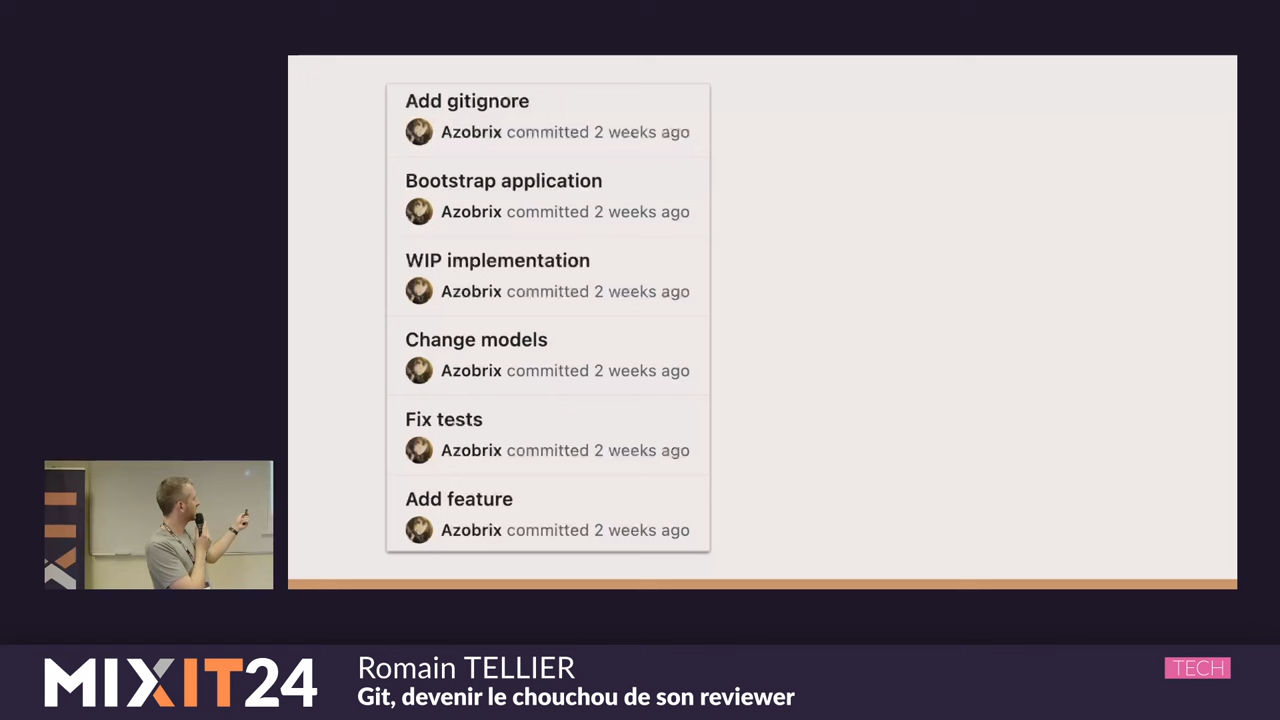 Add gitignore
Azobrix committed 2 weeks ago
Bootstrap application
Azobrix committed 2 weeks ago
WIP implementation
Azobrix committed 2 weeks ago
Change models
Azobrix committed 2 weeks ago
Fix tests
Azobrix committed 2 weeks ago
Add feature
Azobrix committed 2 weeks ago
MIXIT24
Romain TELLIER
Git, devenir le chouchou de son reviewer
TECH